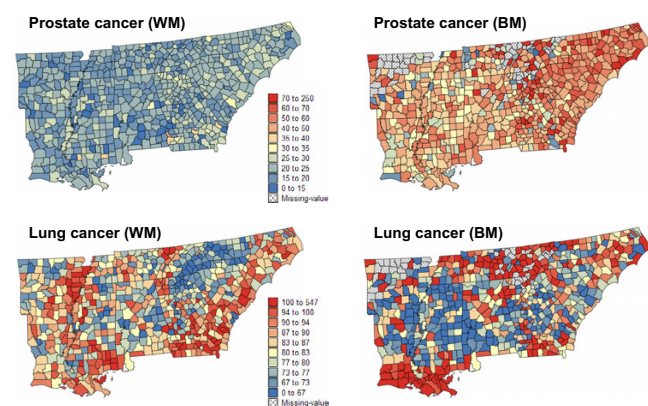 Prostate cancer (WM)
Prostate cancer (BM)
70 to 250
60 to 70
50 to 60
40 to 50
35 to 40
30 to 35
25 to 30
20 to 25
15 to 20
0 to 15
Missing-value
Lung cancer (WM)
Lung cancer (BM)
100 to 547
94 to 100
90 to 94
87 to 90
83 to 87
80 to 83
77 to 80
73 to 77
67 to 73
0 to 67
Missing-value